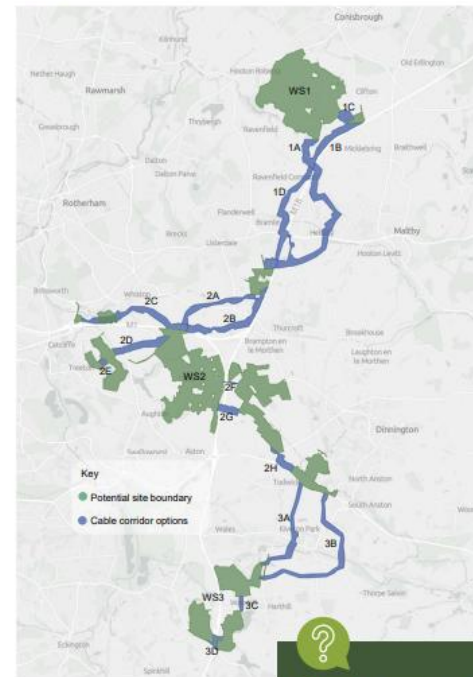 Conisbrough
Kilnhurst
Hooton Roberts
Old Edlington
Nether Haugh
Rawmarsh
WS1
1C
Clifton
Thrybergh
Greasbrough
Ravenfield
1A
1B
Micklebring
Braithwell
Dalton
Dalton Parva
Ravenfield Common
1D
M18
Rotherham
Flanderwell
Bramley
Maltby
Brecks
Listerdale
Hooton Levitt
Brinsworth
Whiston
2A
2C
M1
2B
Thurcroft
Brookhouse
Catcliffe
2D
Brampton en le Morthen
Laughton en le Morthen
Treeton
2E
WS2
2F
Aughton
2G
Dinnington
Swallownest
Aston
2H
Todwick
North Anston
South Anston
Key
Potential site boundary
Cable corridor options
3A
Wales
Kiveton Park
3B
Thorpe Salvin
WS3
3C
Harthill
3D
Eckington
Spinkhill
?